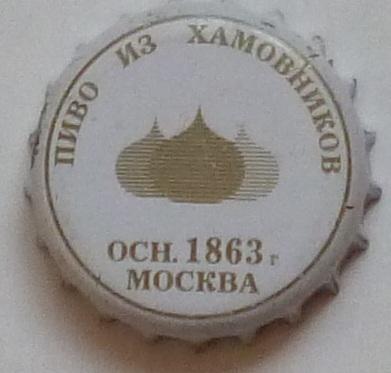 ПИВО ИЗ ХАМОВНИКОВ
ОСН. 1863 г
МОСКВА